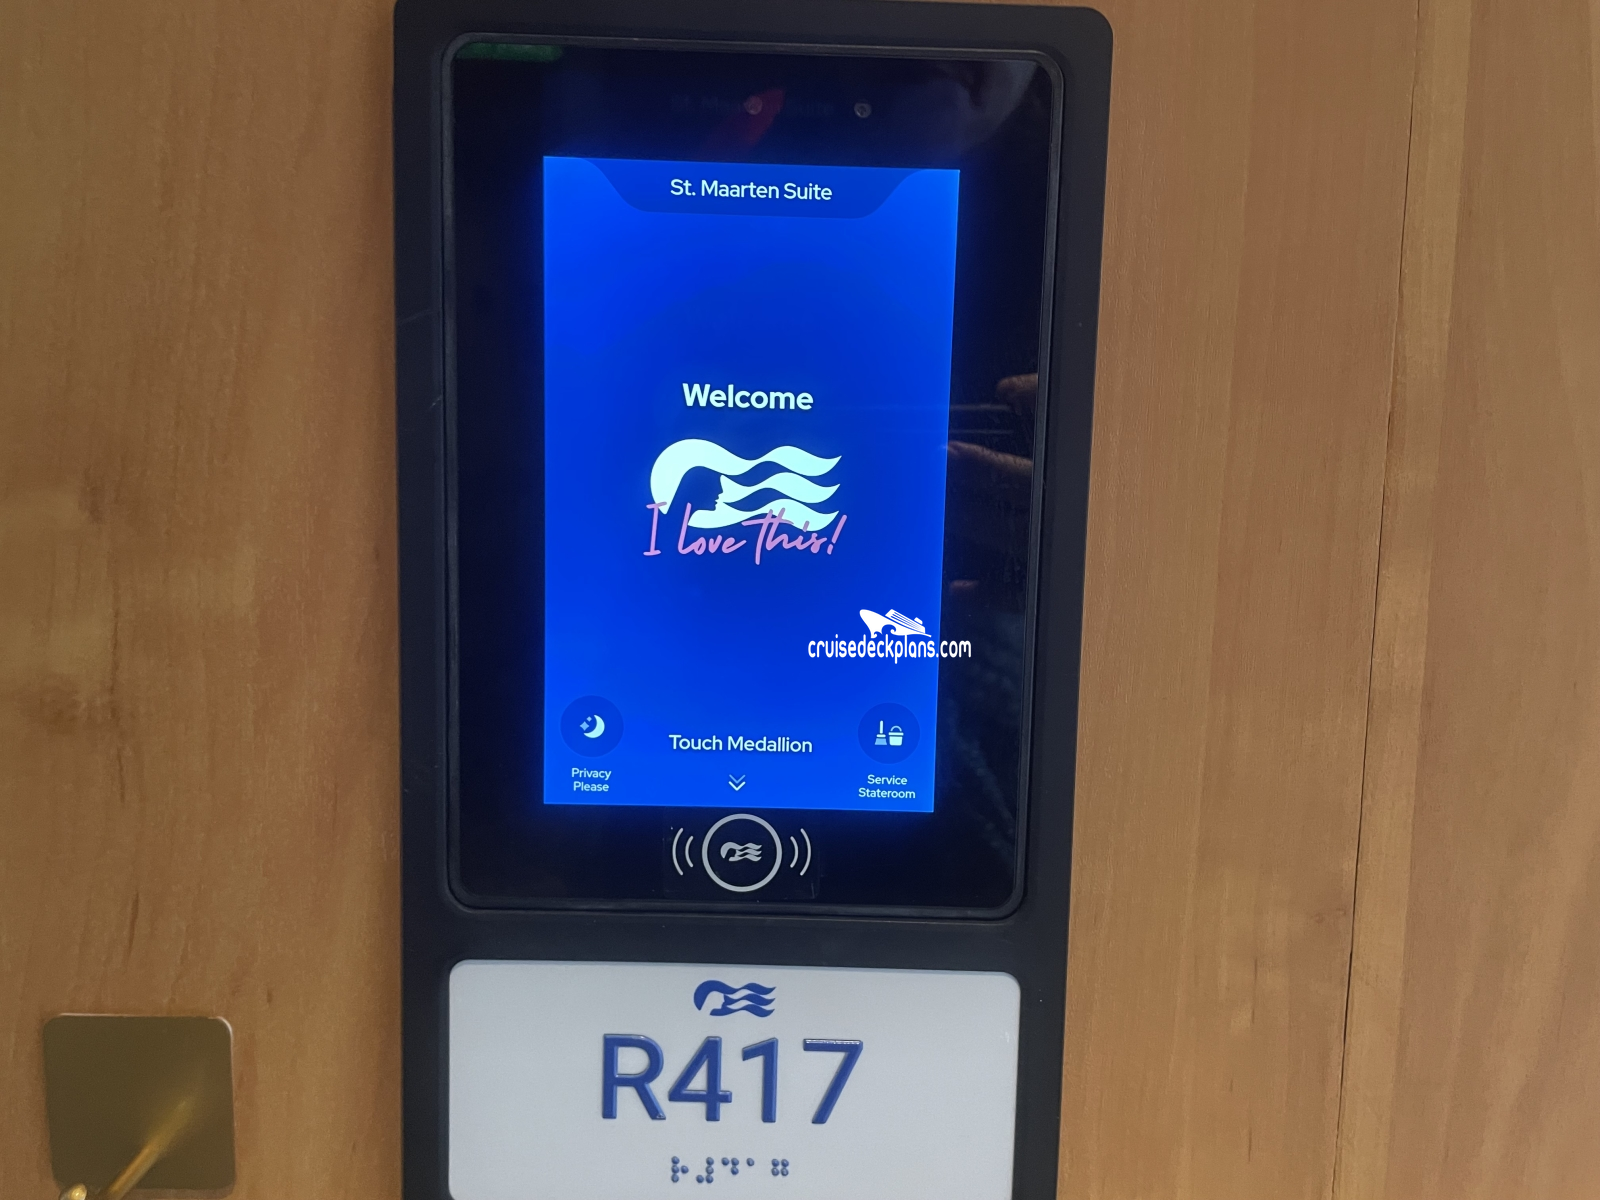 St. Maarten Suite
Welcome
I love this!
cruisedeckplans.com
Privacy
Please
Touch Medallion
Service
Stateroom
R417
⠗⠼⠙⠁⠛